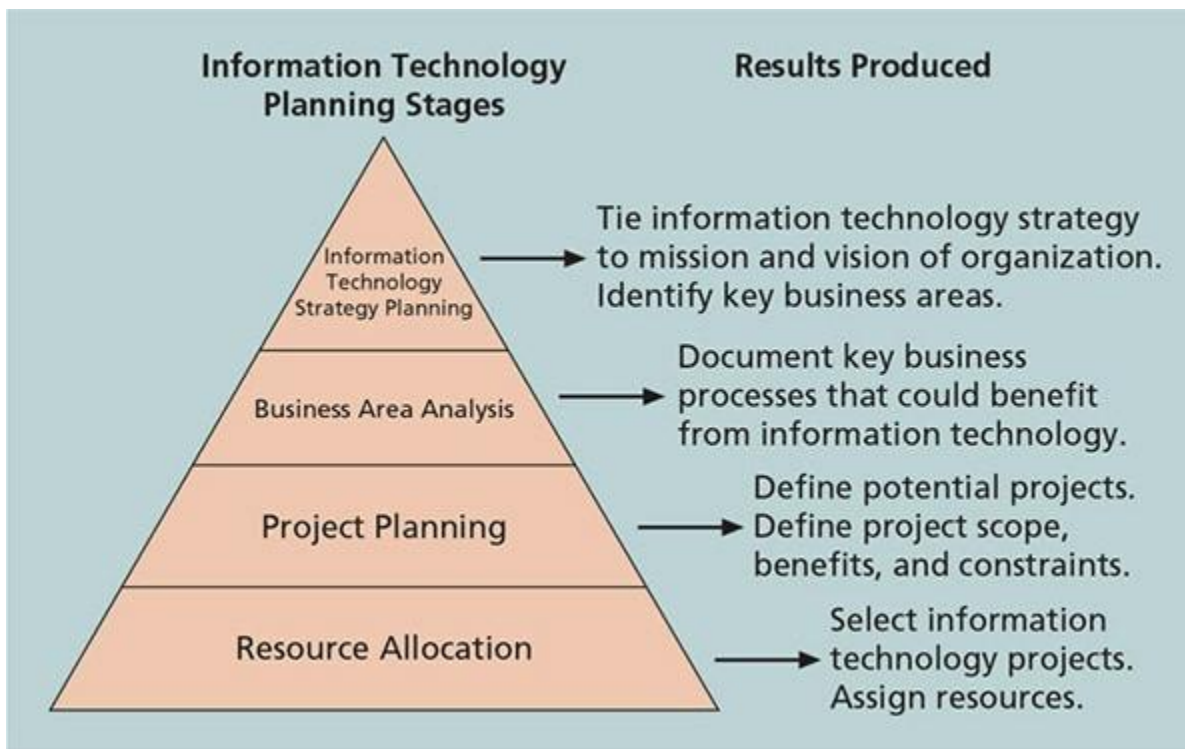 Information Technology
Planning Stages
Results Produced
Information
Technology
Strategy Planning
Tie information technology strategy
to mission and vision of organization.
Identify key business areas.
Business Area Analysis
Document key business
processes that could benefit
from information technology.
Project Planning
Define potential projects.
Define project scope,
benefits, and constraints.
Resource Allocation
Select information
technology projects.
Assign resources.